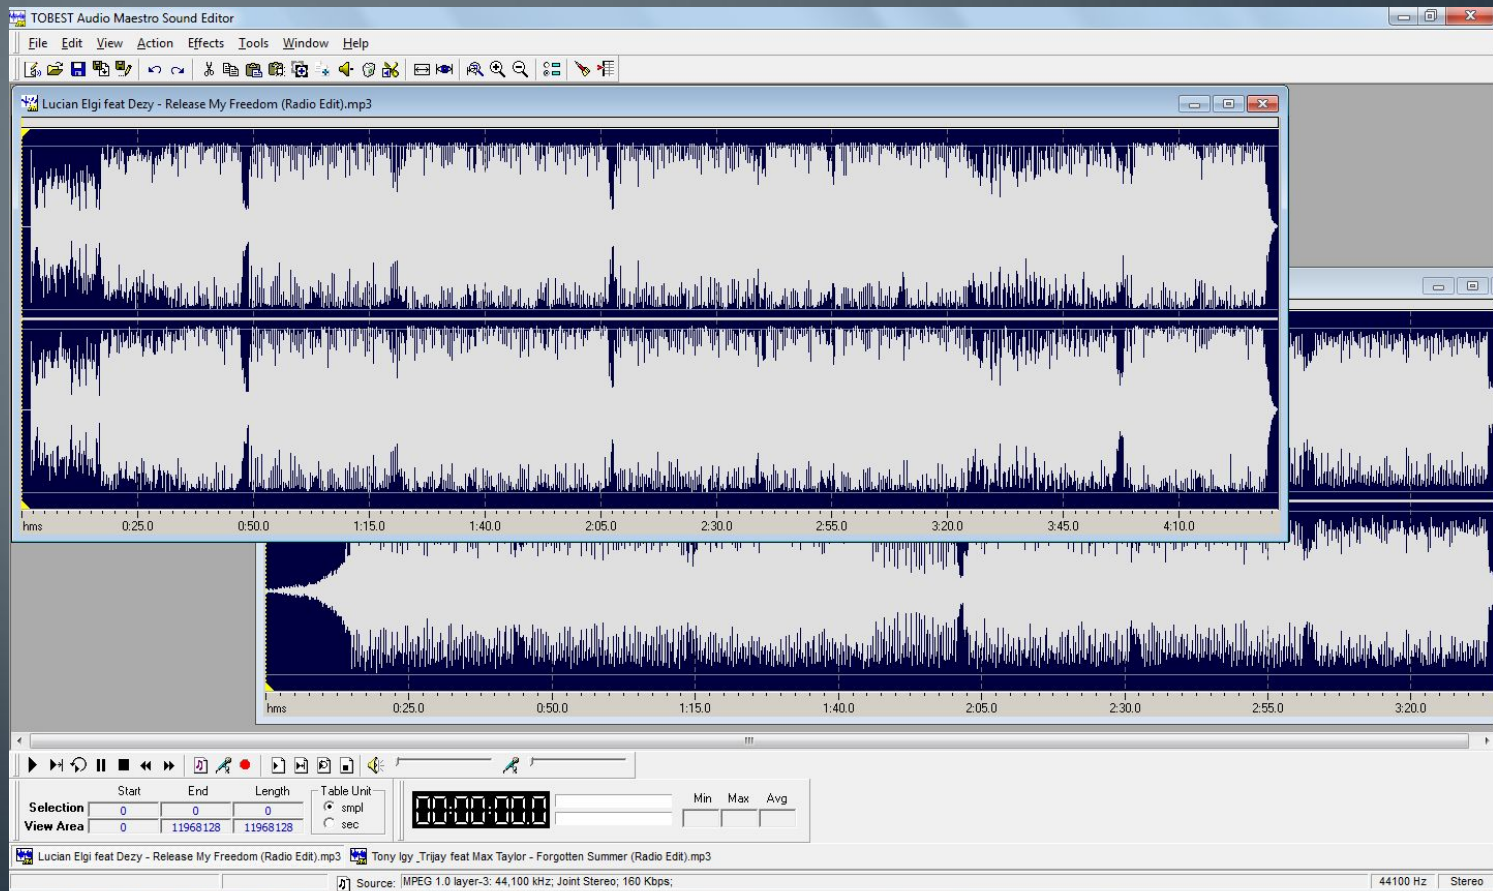 TOBEST Audio Maestro Sound Editor
File Edit View Action Effects Tools Window Help
Lucian Elgi feat Dezy - Release My Freedom (Radio Edit).mp3
hms 0:25.0 0:50.0 1:15.0 1:40.0 2:05.0 2:30.0 2:55.0 3:20.0 3:45.0 4:10.0
hms 0:25.0 0:50.0 1:15.0 1:40.0 2:05.0 2:30.0 2:55.0 3:20.0
Start End Length Table Unit
Selection 0 0 0 smpl
View Area 0 11968128 11968128 sec
00:00:00.0
Min Max Avg
Lucian Elgi feat Dezy - Release My Freedom (Radio Edit).mp3 Tony Igy _Trijay feat Max Taylor - Forgotten Summer (Radio Edit).mp3
Source: MPEG 1.0 layer-3: 44,100 kHz; Joint Stereo; 160 Kbps; 44100 Hz Stereo